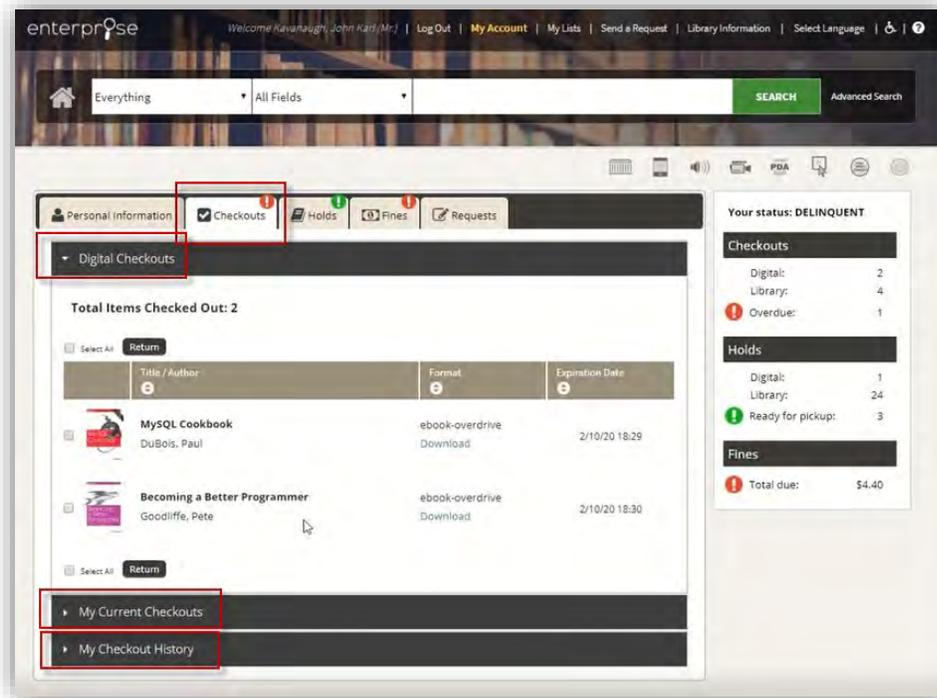 enterprise
Welcome Kavanaugh, John Karl (Mr.) | Log Out | My Account | My Lists | Send a Request | Library Information | Select Language | ?
Everything All Fields SEARCH Advanced Search
PDA
Personal Information Checkouts Holds Fines Requests
Digital Checkouts
Total Items Checked Out: 2
Select All Return
Title / Author Format Expiration Date
MySQL Cookbook ebook-overdrive
DuBois, Paul Download 2/10/20 18:29
Becoming a Better Programmer ebook-overdrive
Goodliffe, Pete Download 2/10/20 18:30
Select All Return
My Current Checkouts
My Checkout History
Your status: DELINQUENT
Checkouts
Digital: 2
Library: 4
Overdue: 1
Holds
Digital: 1
Library: 24
Ready for pickup: 3
Fines
Total due: $4.40